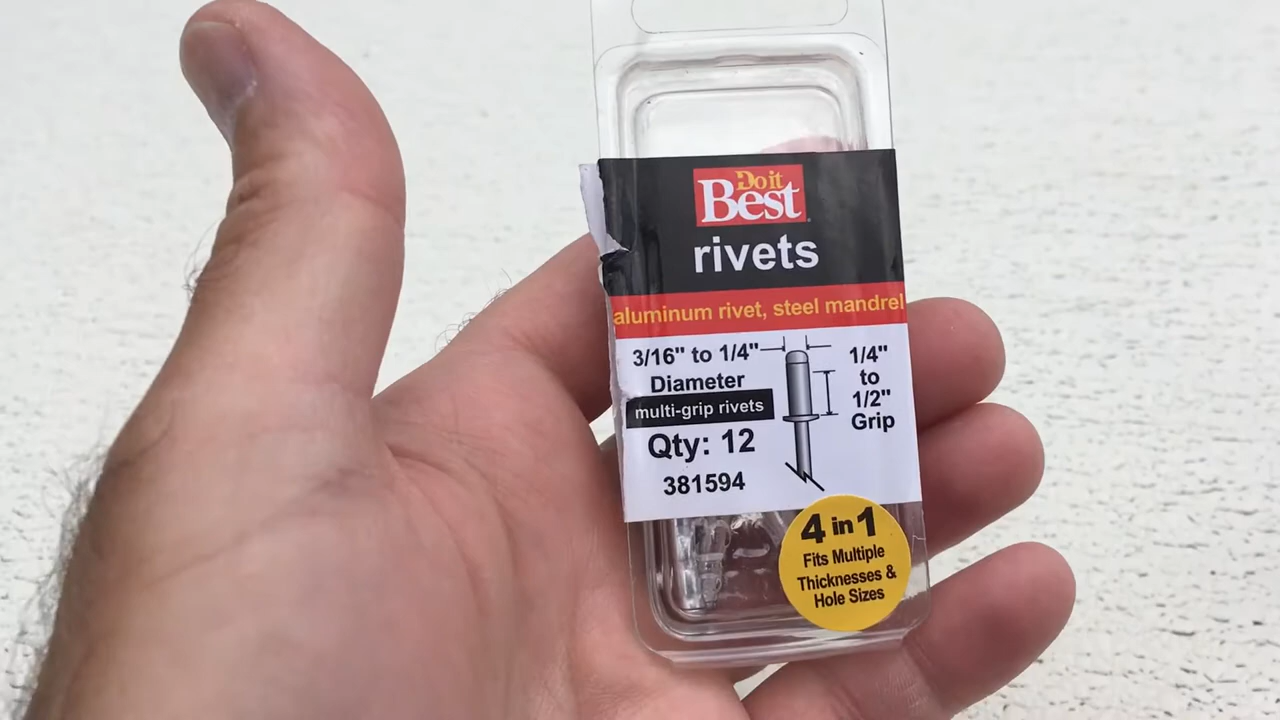 Do it
Best
rivets
aluminum rivet, steel mandrel
3/16" to 1/4"
Diameter
multi-grip rivets
Qty: 12
381594
1/4"
to
1/2"
Grip
4 in 1
Fits Multiple
Thicknesses &
Hole Sizes